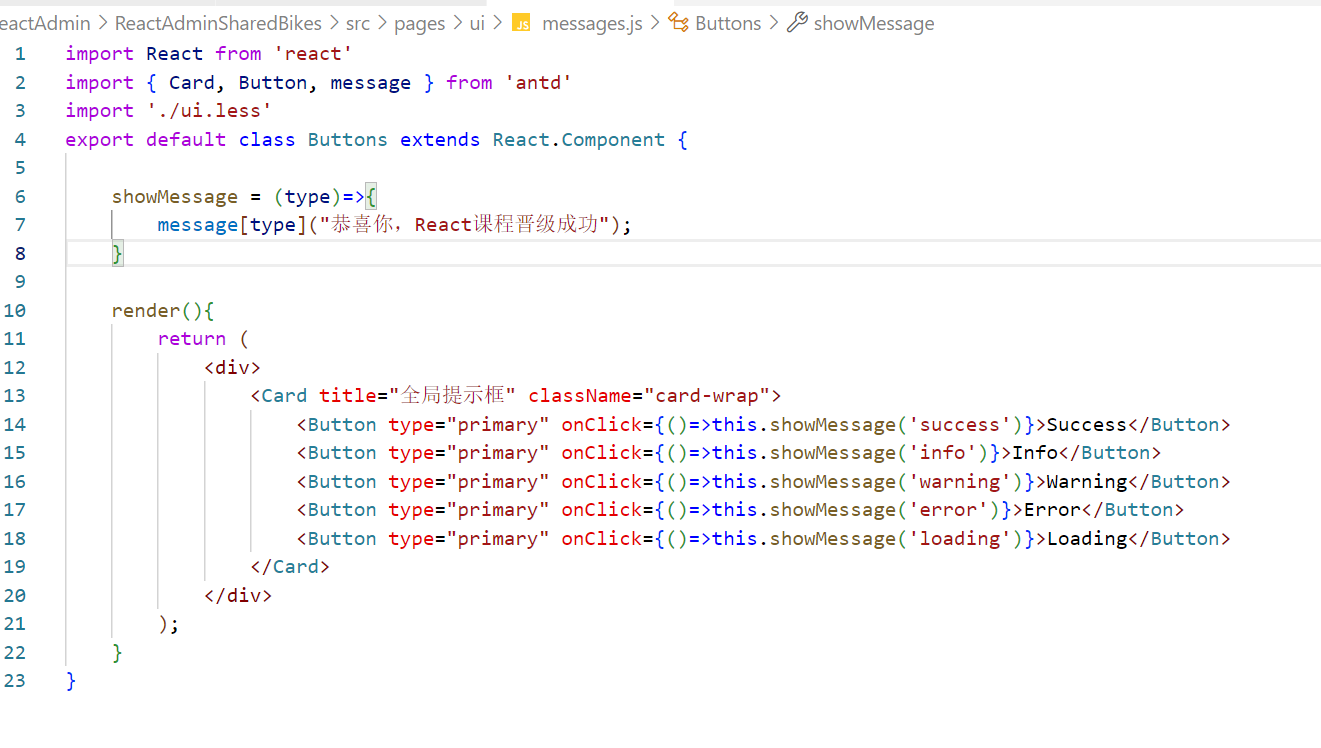 eactAdmin > ReactAdminSharedBikes > src > pages > ui > JS messages.js > Buttons > showMessage
1 import React from 'react'
2 import { Card, Button, message } from 'antd'
3 import './ui.less'
4 export default class Buttons extends React.Component {
5
6 showMessage = (type)=>{
7 message[type]("恭喜你，React课程晋级成功");
8 }
9
10 render(){
11 return (
12 <div>
13 <Card title="全局提示框" className="card-wrap">
14 <Button type="primary" onClick={()=>this.showMessage('success')}>Success</Button>
15 <Button type="primary" onClick={()=>this.showMessage('info')}>Info</Button>
16 <Button type="primary" onClick={()=>this.showMessage('warning')}>Warning</Button>
17 <Button type="primary" onClick={()=>this.showMessage('error')}>Error</Button>
18 <Button type="primary" onClick={()=>this.showMessage('loading')}>Loading</Button>
19 </Card>
20 </div>
21 );
22 }
23 }